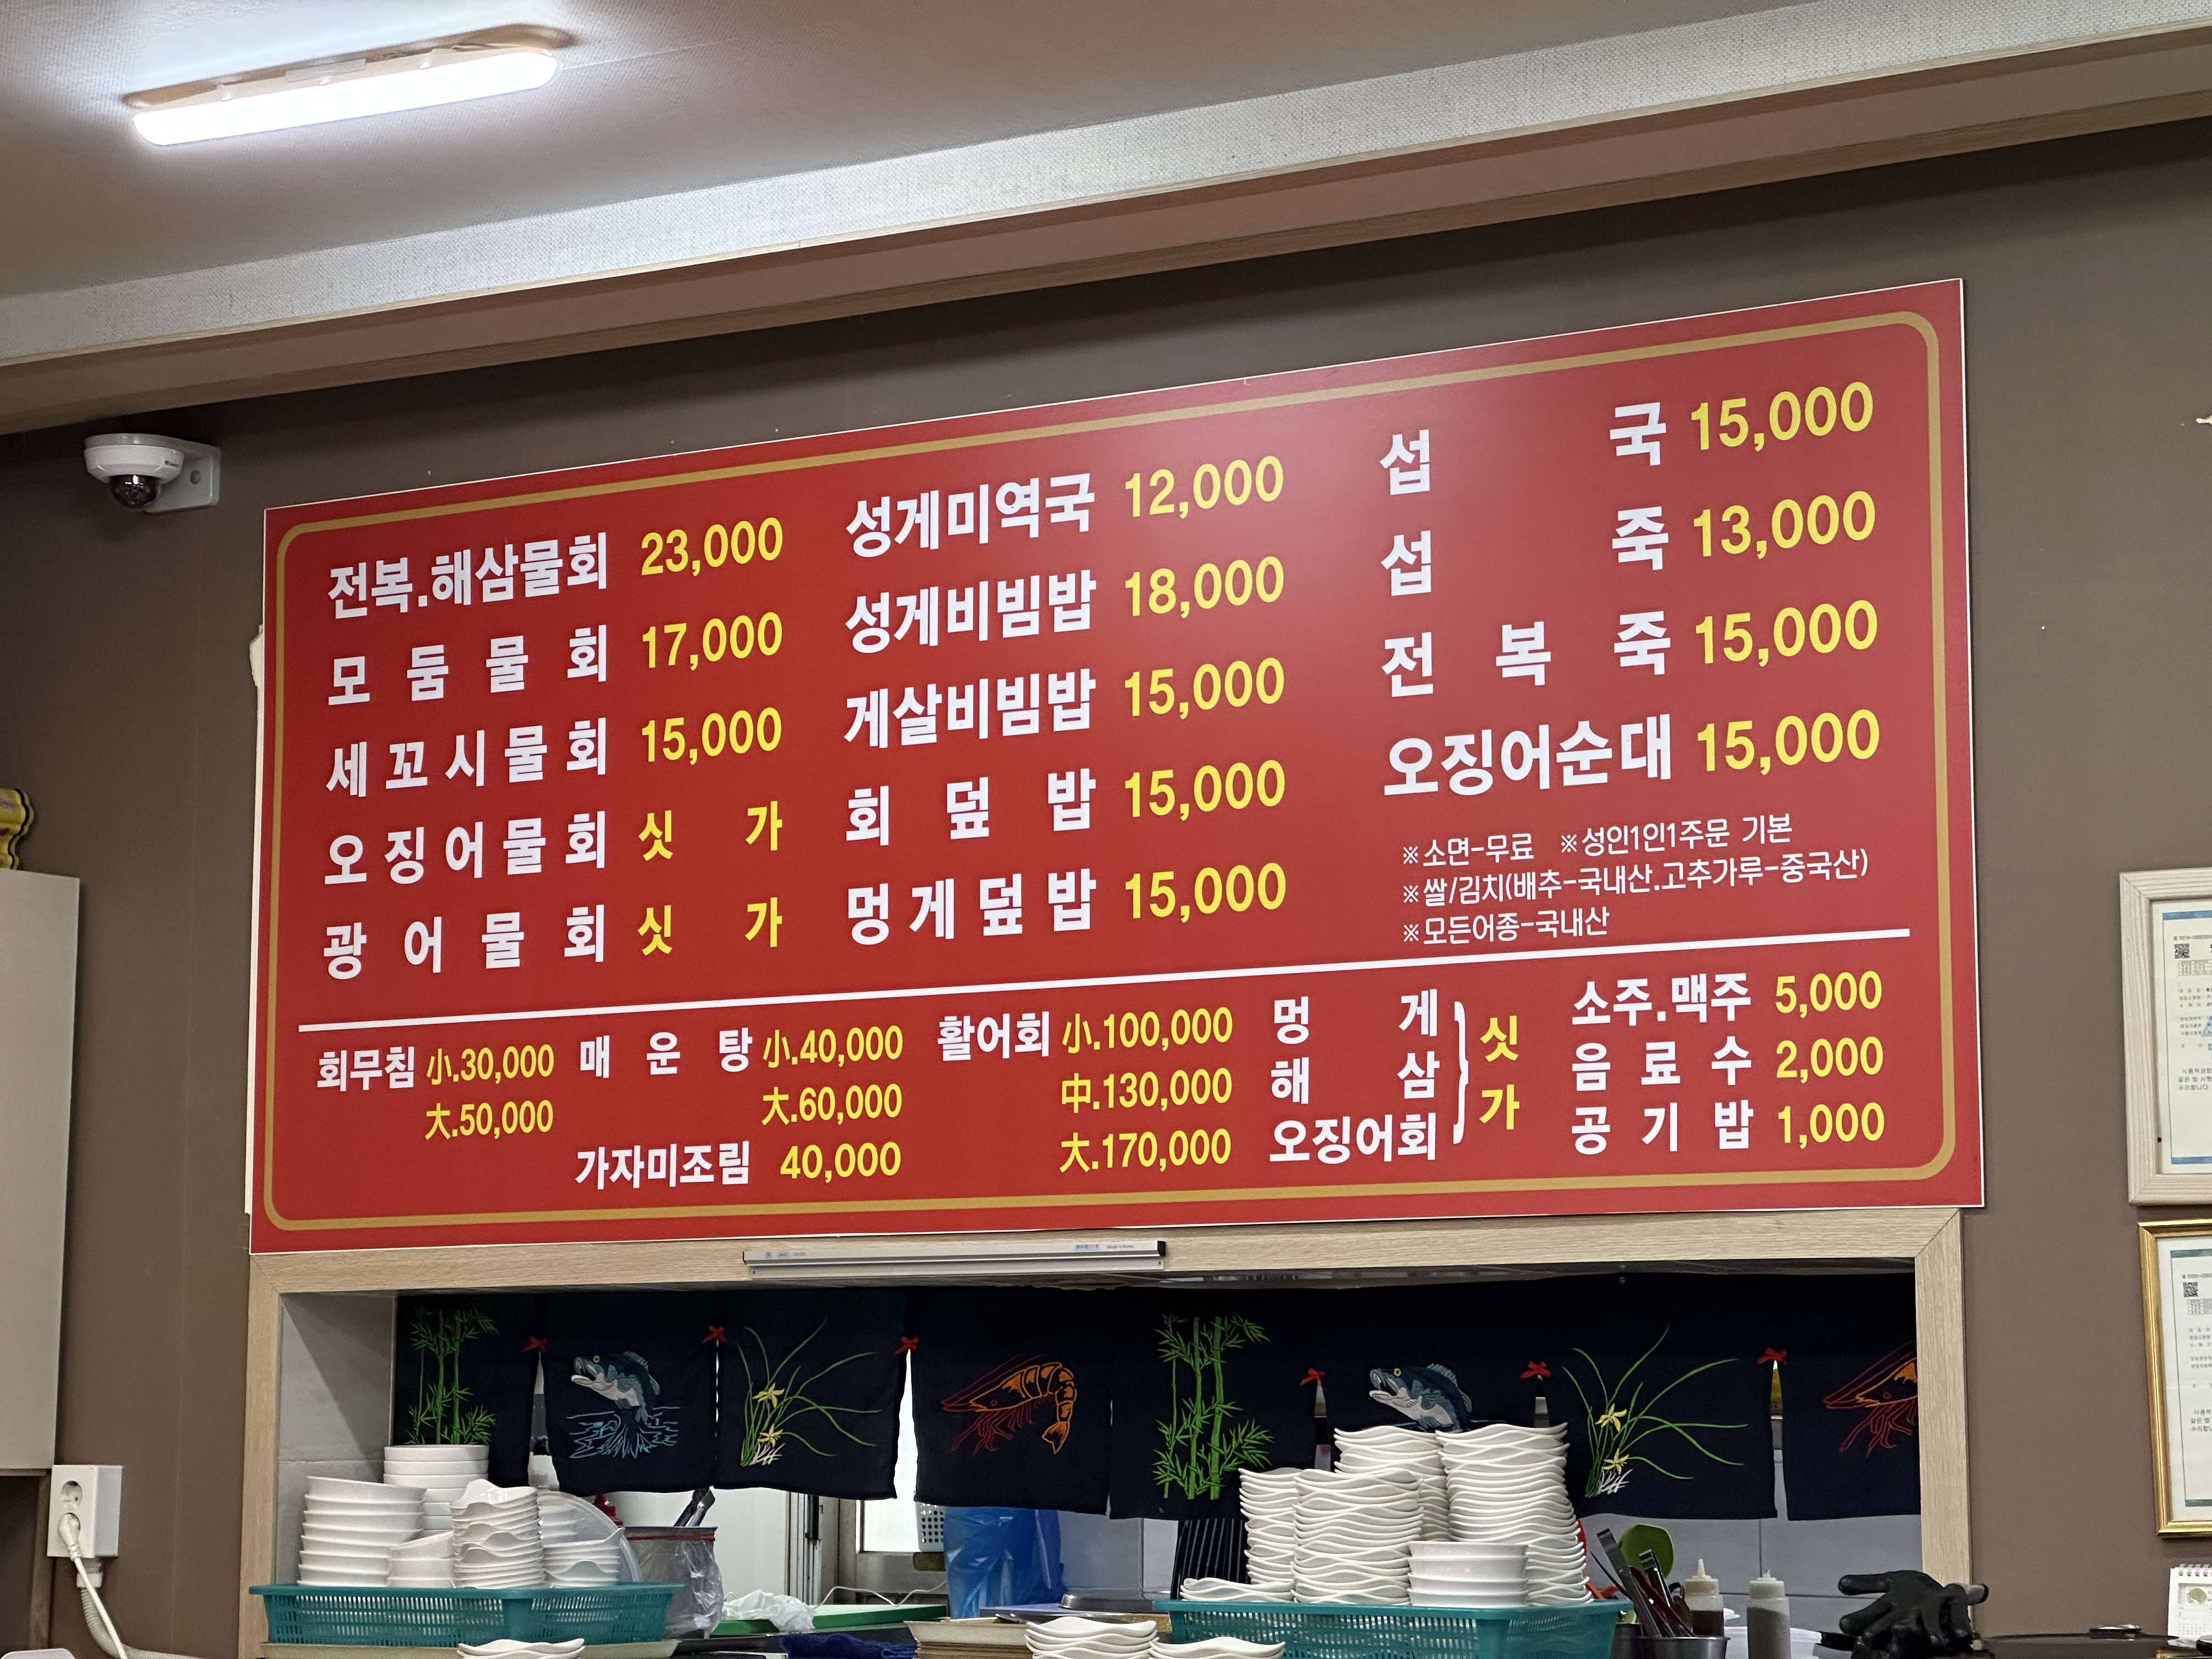 전복.해삼물회 23,000
모둠물회 17,000
세꼬시물회 15,000
오징어물회 싯가
광어물회 싯가
성게미역국 12,000
성게비빔밥 18,000
게살비빔밥 15,000
회덮밥 15,000
멍게덮밥 15,000
섭국 15,000
섭죽 13,000
전복죽 15,000
오징어순대 15,000
※소면-무료 ※성인1인1주문 기본
※쌀/김치(배추-국내산.고추가루-중국산)
※모든어종-국내산
회무침 小.30,000
大.50,000
매운탕 小.40,000
大.60,000
가자미조림 40,000
활어회 小.100,000
中.130,000
大.170,000
멍게
해삼
오징어회
싯가
소주.맥주 5,000
음료수 2,000
공기밥 1,000